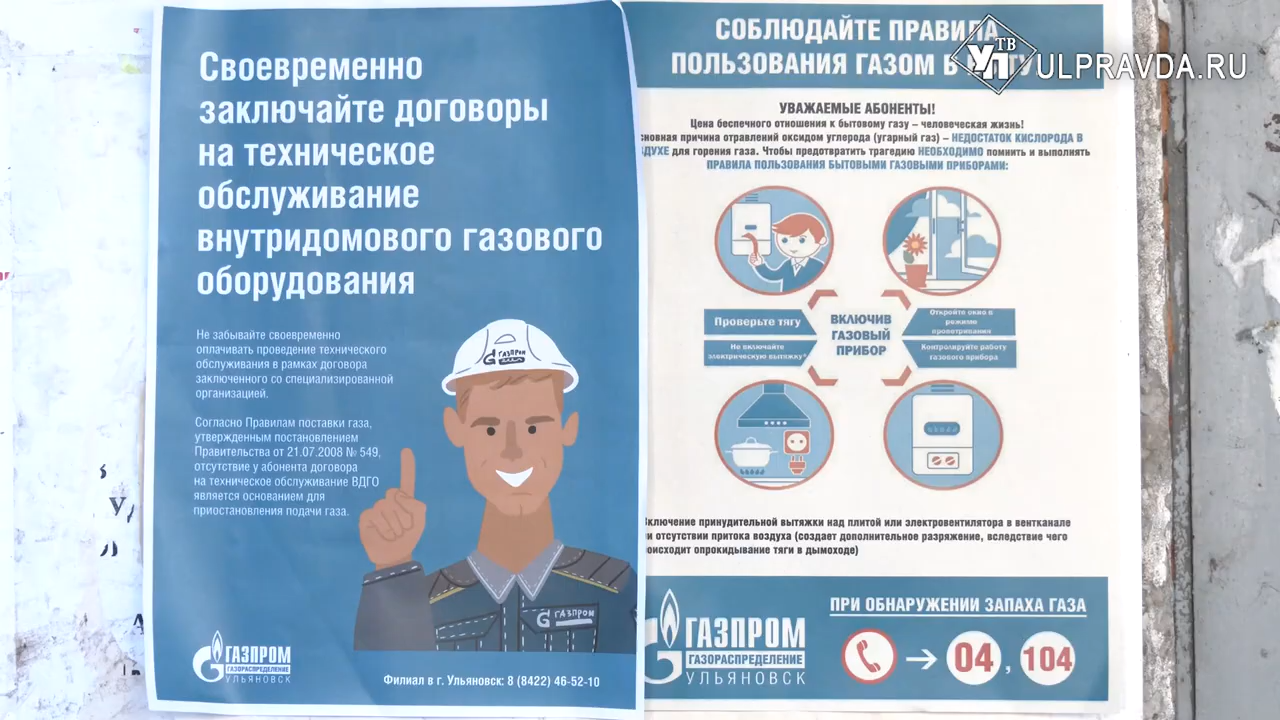 Своевременно
заключайте договоры
на техническое
обслуживание
внутридомового газового
оборудования
Не забывайте своевременно
оплачивать проведение технического
обслуживания в рамках договора
заключенного со специализированной
организацией.
Согласно Правилам поставки газа,
утвержденным постановлением
Правительства от 21.07.2008 № 549,
отсутствие у абонента договора
на техническое обслуживание ВДГО
является основанием для
приостановления подачи газа.
ГАЗПРОМ
ГАЗПРОМ
ГАЗПРОМ
ГАЗОРАСПРЕДЕЛЕНИЕ
УЛЬЯНОВСК
Филиал в г. Ульяновск: 8 (8422) 46-52-10
СОБЛЮДАЙТЕ ПРАВИЛА
ПОЛЬЗОВАНИЯ ГАЗОМ В
УП ТВ ULPRAVDA.RU
УВАЖАЕМЫЕ АБОНЕНТЫ!
Цена беспечного отношения к бытовому газу – человеческая жизнь!
сновная причина отравлений оксидом углерода (угарный газ) – НЕДОСТАТОК КИСЛОРОДА В
ДУХЕ для горения газа. Чтобы предотвратить трагедию НЕОБХОДИМО помнить и выполнять
ПРАВИЛА ПОЛЬЗОВАНИЯ БЫТОВЫМИ ГАЗОВЫМИ ПРИБОРАМИ:
Проверьте тягу
Не включайте
электрическую вытяжку*
ВКЛЮЧИВ
ГАЗОВЫЙ
ПРИБОР
Откройте окно в
режиме
проветривания
Контролируйте работу
газового прибора
включение принудительной вытяжки над плитой или электровентилятора в вентканале
и отсутствии притока воздуха (создает дополнительное разряжение, вследствие чего
оисходит опрокидывание тяги в дымоходе)
ГАЗПРОМ
ГАЗОРАСПРЕДЕЛЕНИЕ
УЛЬЯНОВСК
ПРИ ОБНАРУЖЕНИИ ЗАПАХА ГАЗА
04, 104